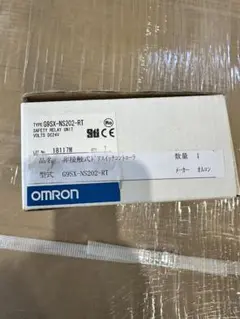 TYPE G9SX-NS202-RT
SAFETY RELAY UNIT
VOLTS DC24V
LOT No. 18117M
品名 非接触式ドアスイッチコントローラ 数量 1
型式 G9SX-NS202-RT メーカー オムロン
OMRON